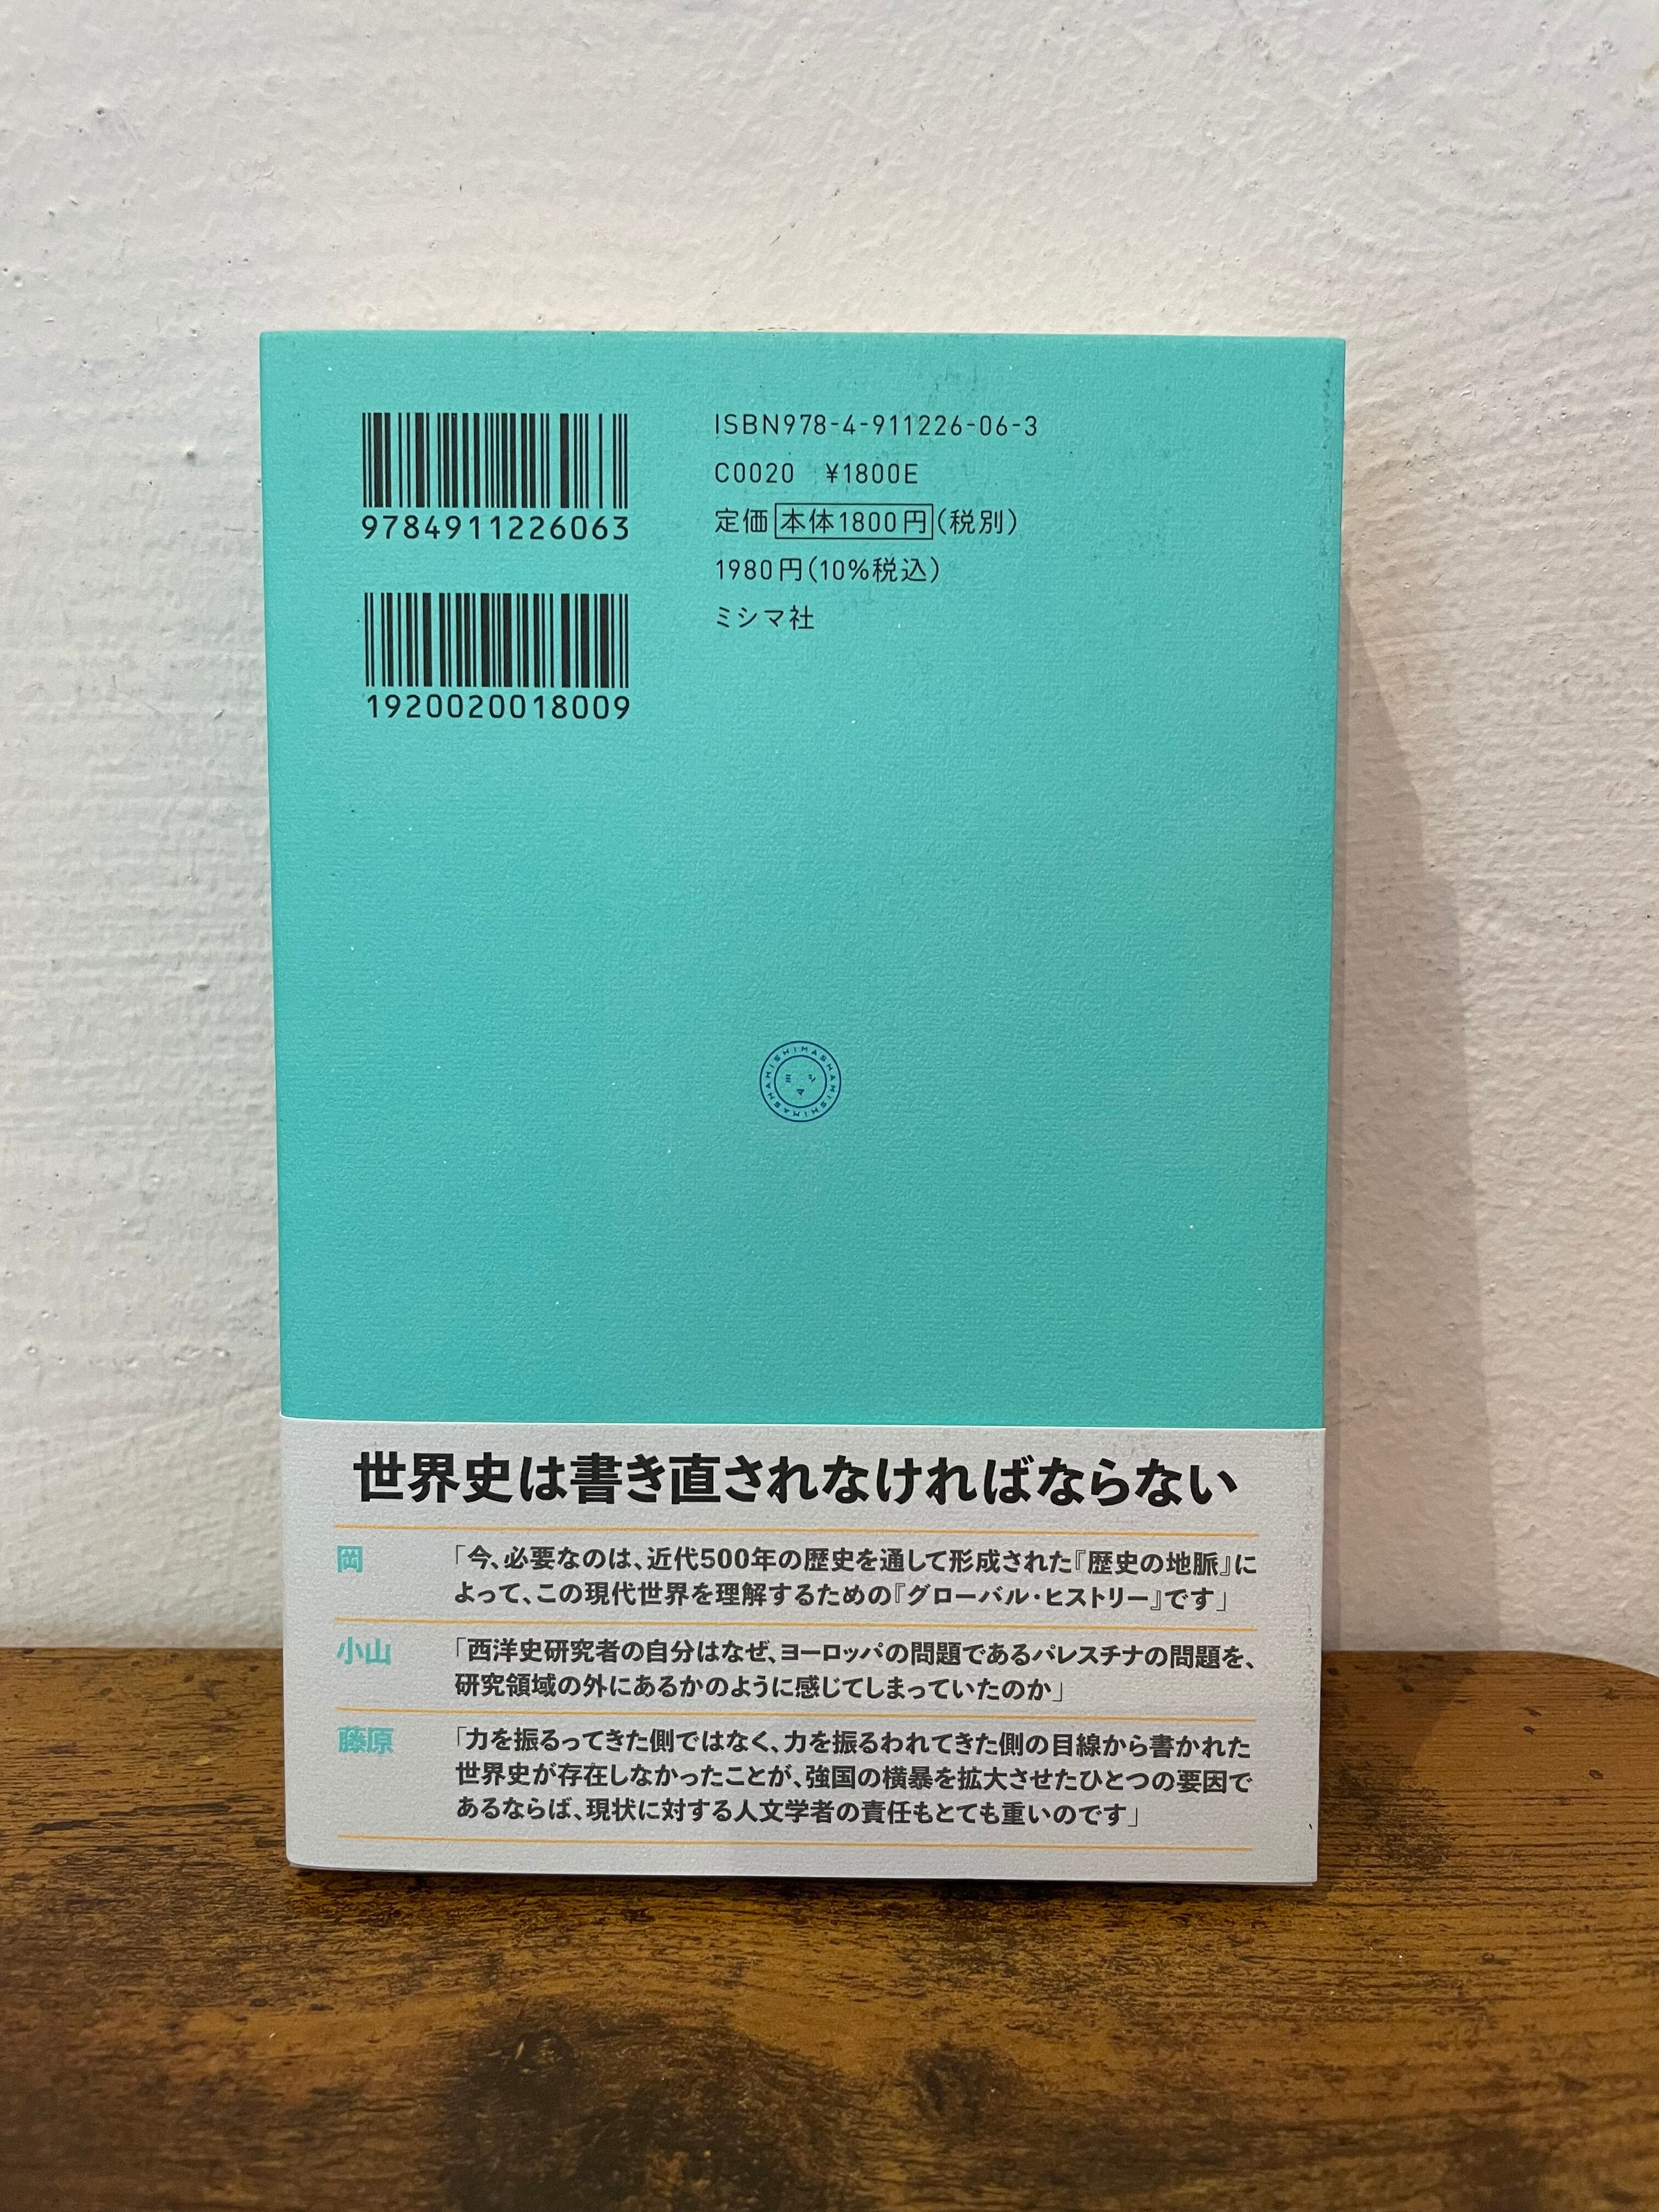 9784911226063
1920020018009
ISBN978-4-911226-06-3
C0020 ¥1800E
定価本体1800円(税別)
1980円(10%税込)
ミシマ社
MISHIMASHAMISHIMASHA
ミシマ
世界史は書き直されなければならない
岡
「今、必要なのは、近代500年の歴史を通して形成された『歴史の地脈』に
よって、この現代世界を理解するための『グローバル・ヒストリー』です」
小山
「西洋史研究者の自分はなぜ、ヨーロッパの問題であるパレスチナの問題を、
研究領域の外にあるかのように感じてしまっていたのか」
藤原
「力を振るってきた側ではなく、力を振るわれてきた側の目線から書かれた
世界史が存在しなかったことが、強国の横暴を拡大させたひとつの要因で
あるならば、現状に対する人文学者の責任もとても重いのです」